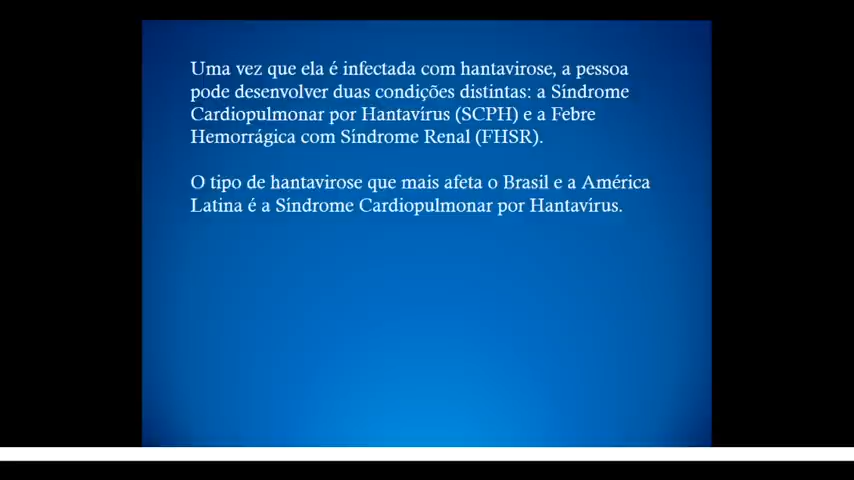 Uma vez que ela é infectada com hantavirose, a pessoa
pode desenvolver duas condições distintas: a Síndrome
Cardiopulmonar por Hantavírus (SCPH) e a Febre
Hemorrágica com Síndrome Renal (FHSR).
O tipo de hantavirose que mais afeta o Brasil e a América
Latina é a Síndrome Cardiopulmonar por Hantavírus.